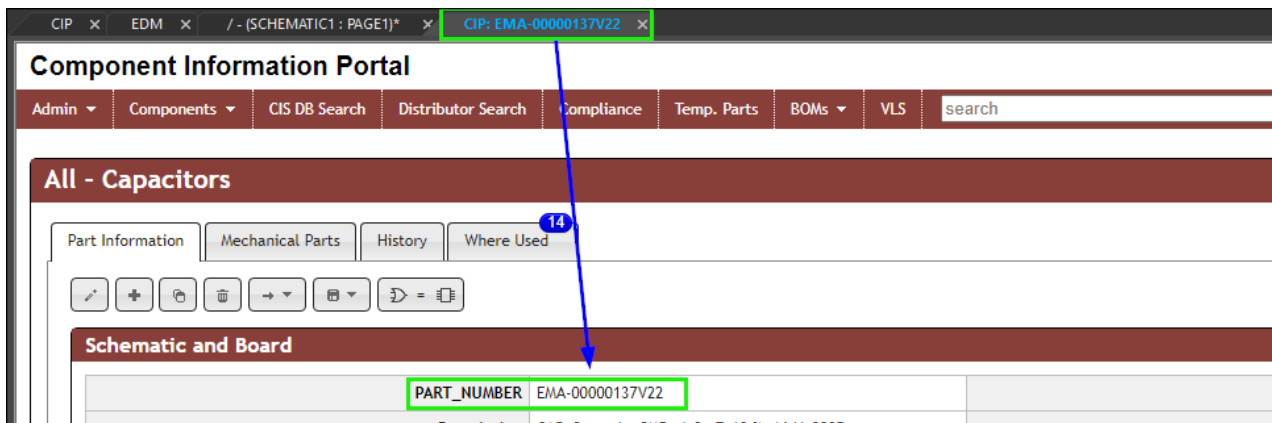 CIP × EDM × / - (SCHEMATIC1 : PAGE1)* × CIP: EMA-00000137V22 ×
Component Information Portal
Admin Components CIS DB Search Distributor Search Compliance Temp. Parts BOMs VLS search
All - Capacitors
14
Part Information Mechanical Parts History Where Used
Schematic and Board
PART_NUMBER EMA-00000137V22